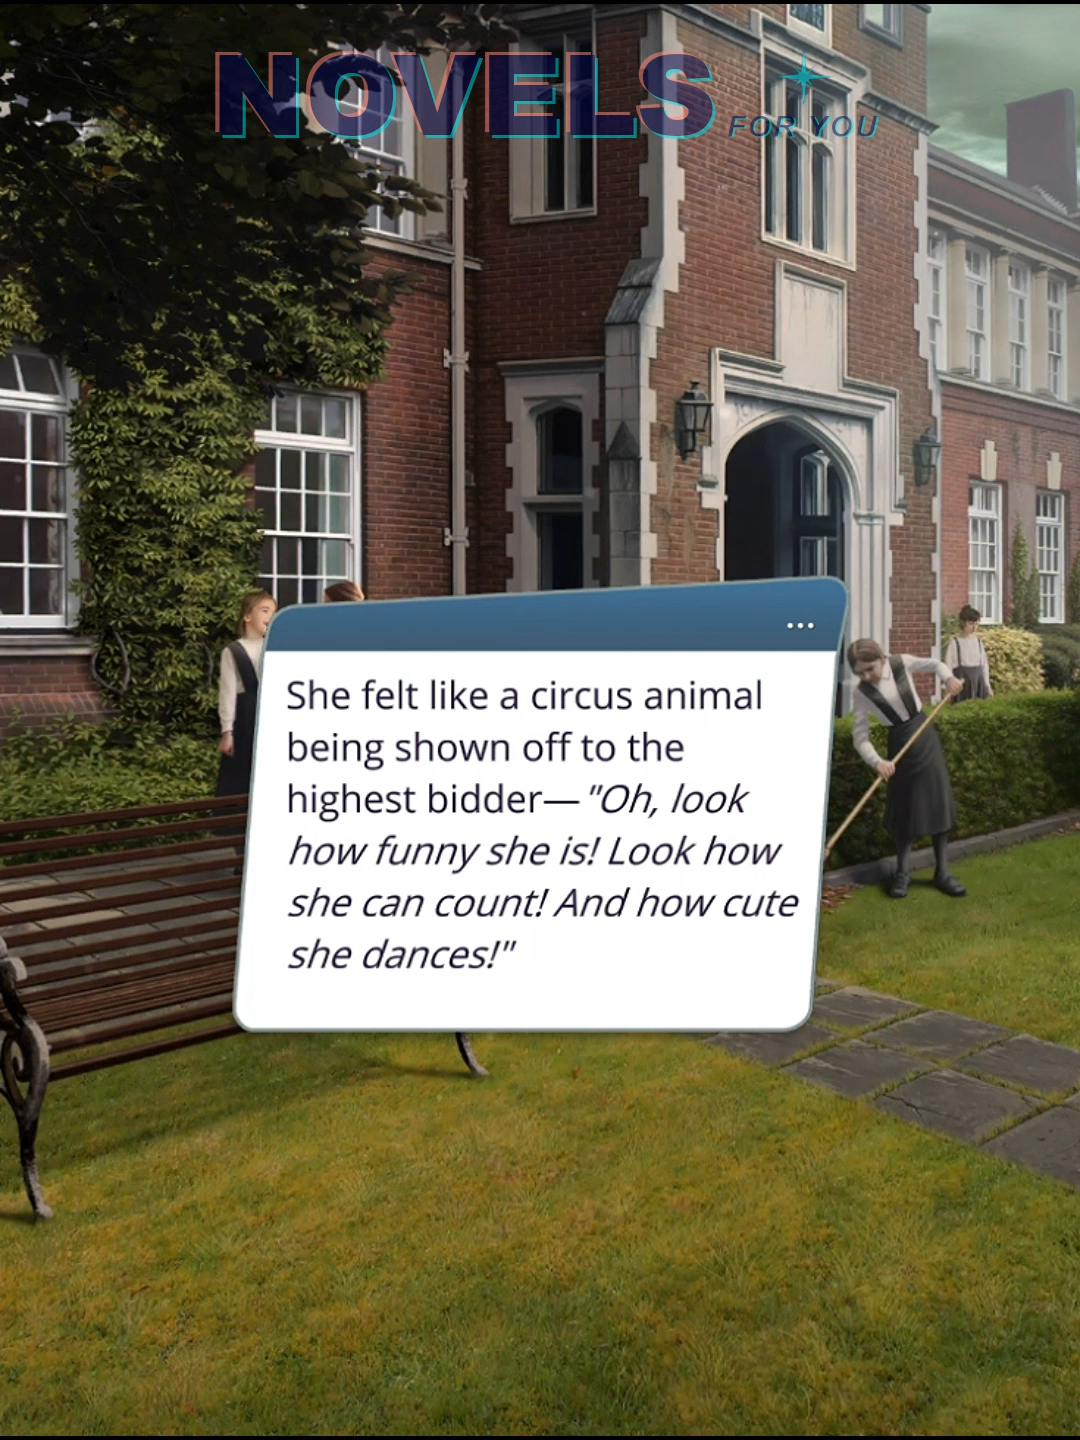 NOVELS FOR YOU
...
She felt like a circus animal
being shown off to the
highest bidder—"Oh, look
how funny she is! Look how
she can count! And how cute
she dances!"